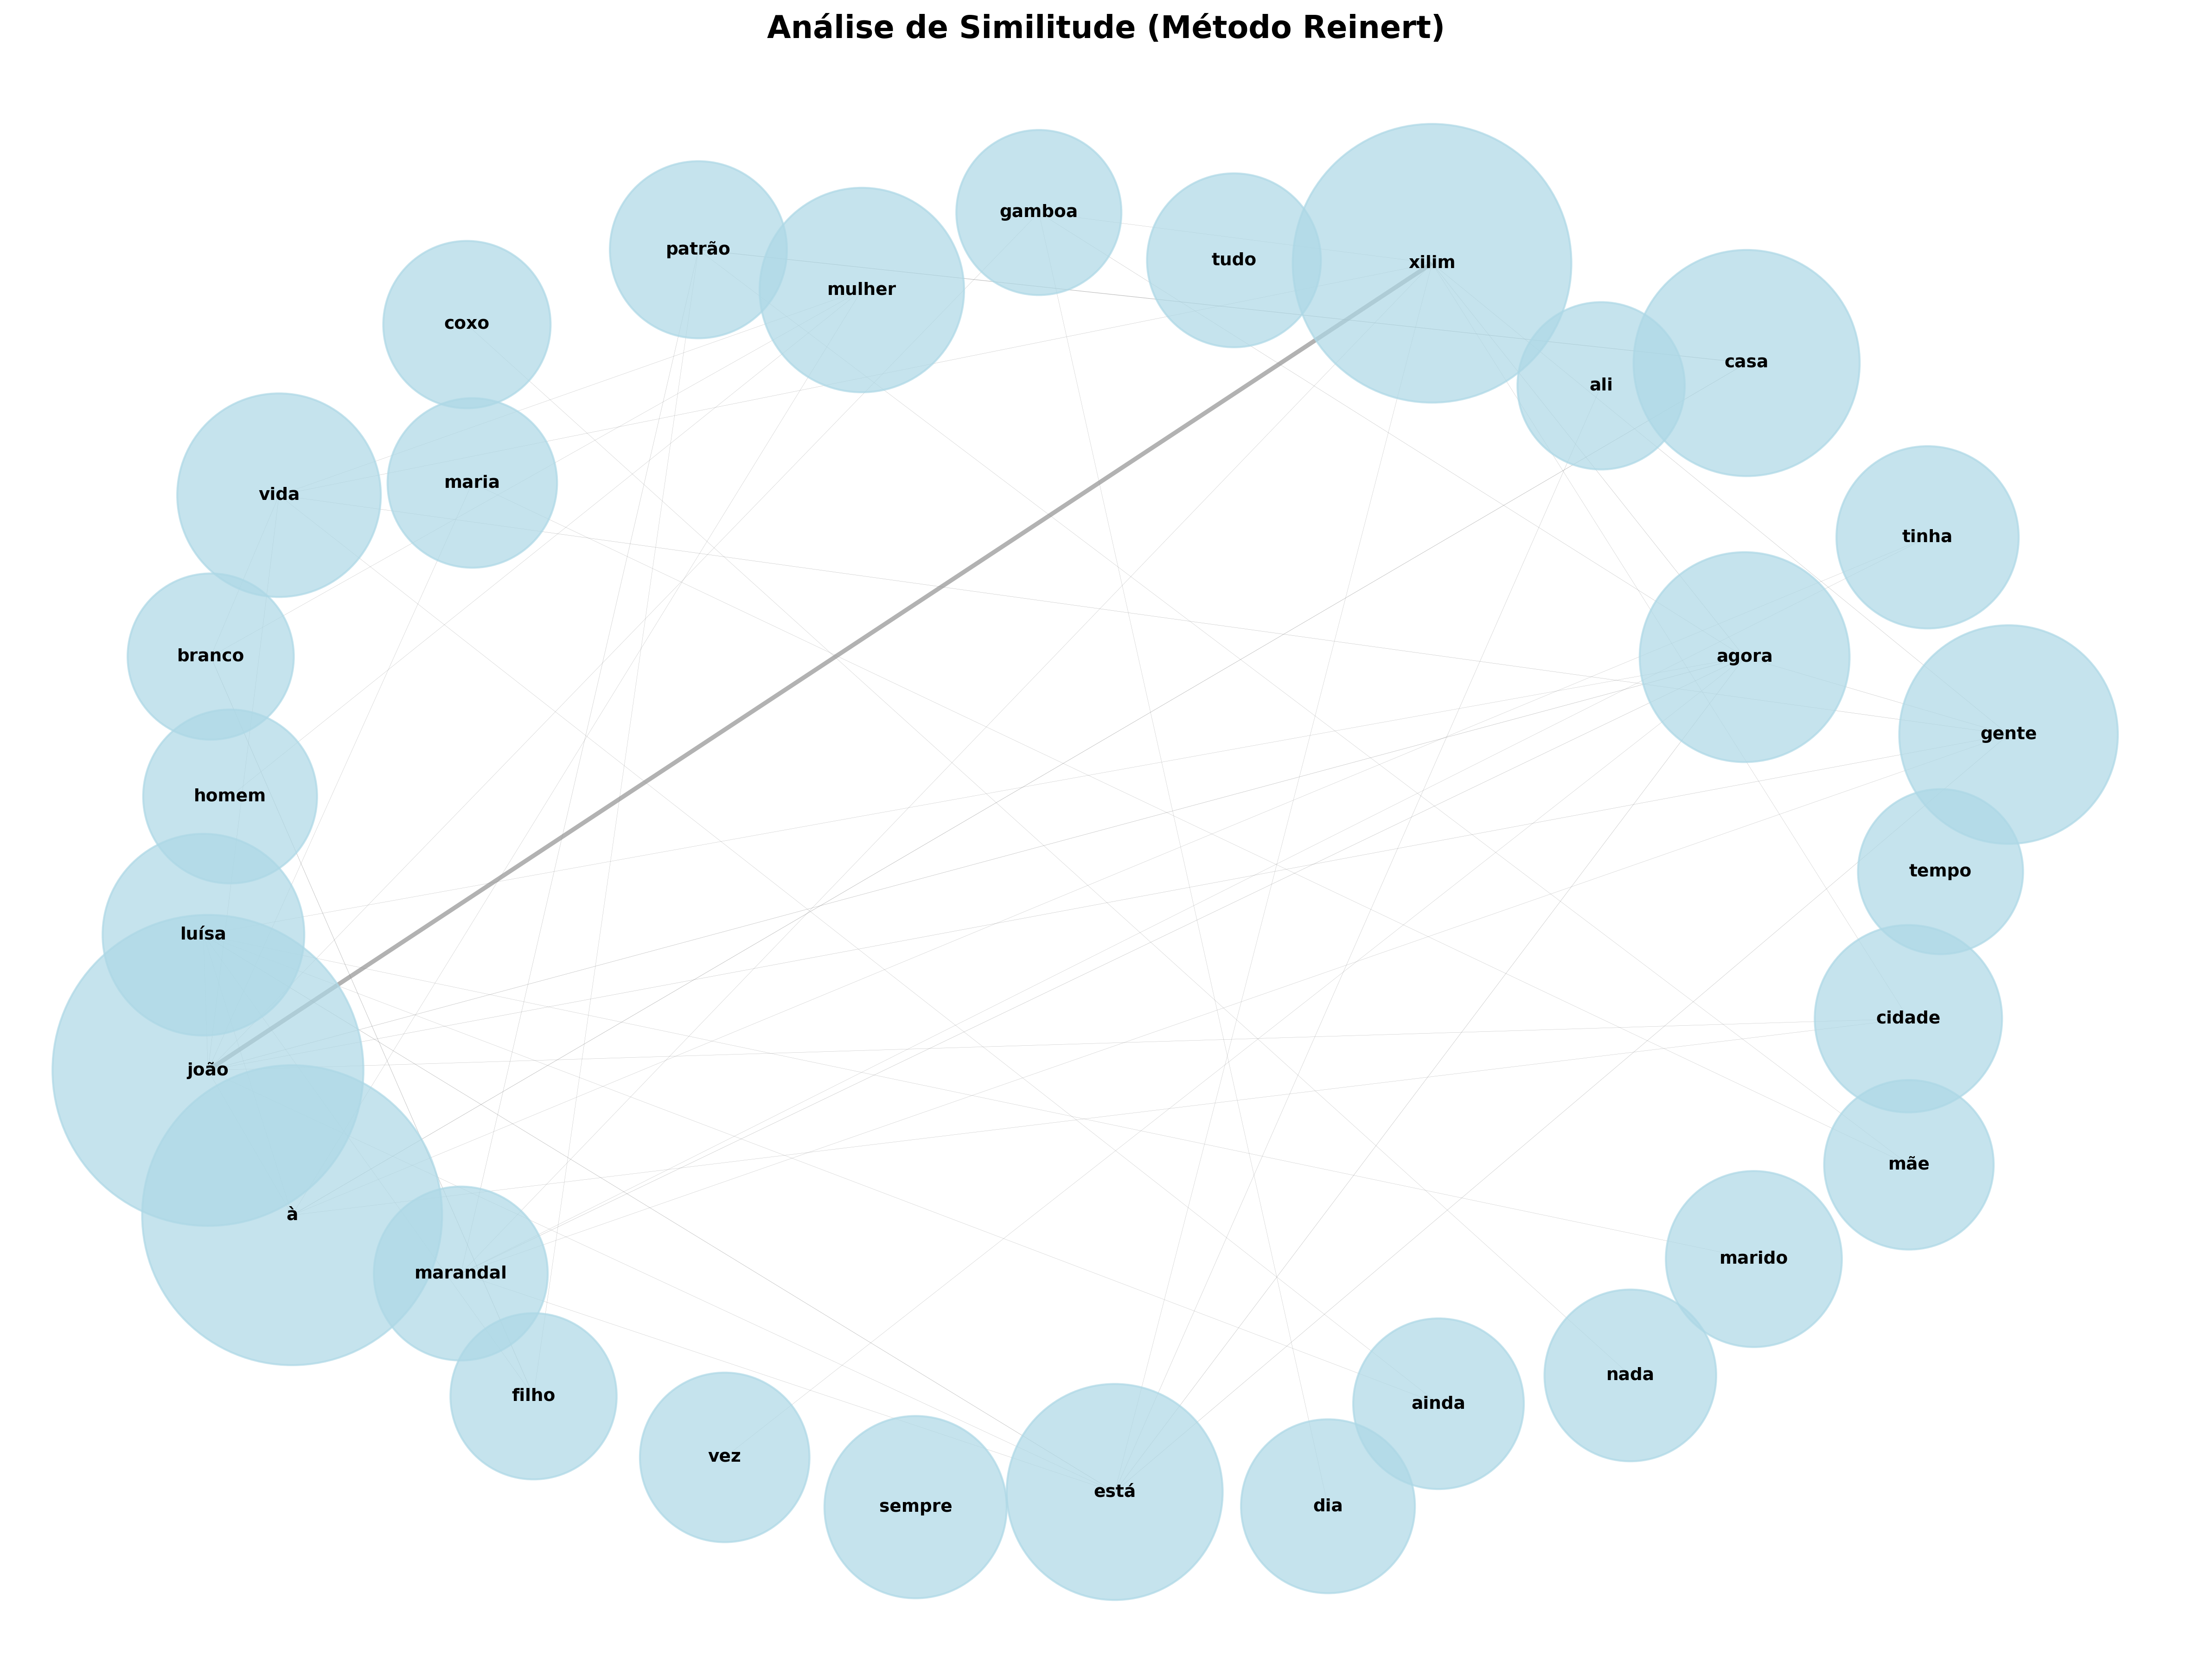 Análise de Similitude (Método Reinert)
gamboa
patrão
tudo
xilim
mulher
coxo
casa
ali
maria
vida
tinha
branco
agora
gente
homem
tempo
luísa
cidade
joão
mãe
à
marido
marandal
nada
filho
ainda
vez
está
sempre
dia